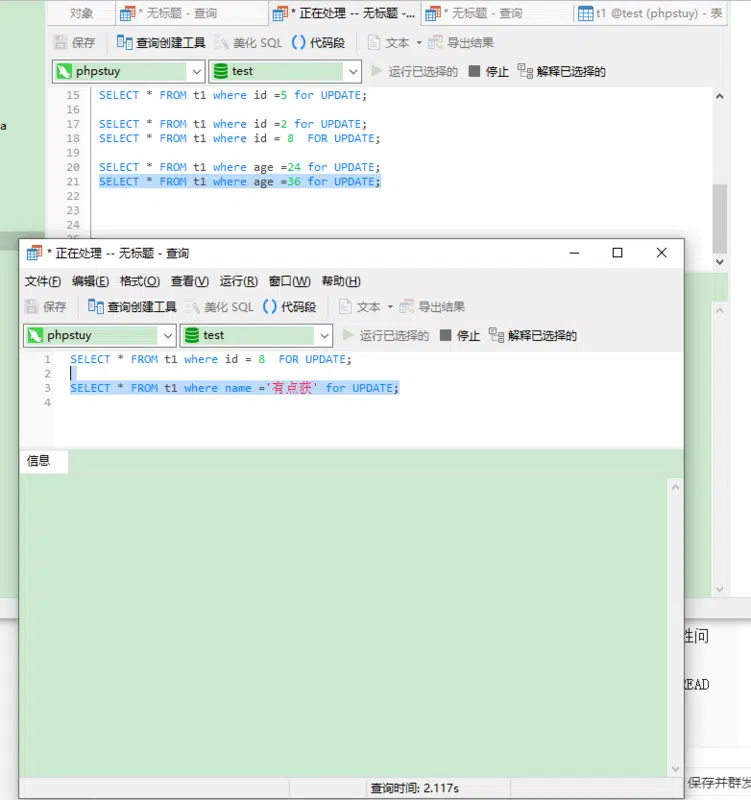 对象 * 无标题 - 查询 * 正在处理 -- 无标题 -... * 无标题 - 查询 t1 @test (phpstuy) - 表
保存 查询创建工具 美化 SQL () 代码段 文本 导出结果
phpstuy test 运行已选择的 停止 解释已选择的
15 SELECT * FROM t1 where id =5 for UPDATE;
a
16
17 SELECT * FROM t1 where id =2 for UPDATE;
18 SELECT * FROM t1 where id = 8  FOR UPDATE;
19
20 SELECT * FROM t1 where age =24 for UPDATE;
21 SELECT * FROM t1 where age =36 for UPDATE;
22
23
24
* 正在处理 -- 无标题 - 查询
文件(F) 编辑(E) 格式(O) 查看(V) 运行(R) 窗口(W) 帮助(H)
保存 查询创建工具 美化 SQL () 代码段 文本 导出结果
phpstuy test 运行已选择的 停止 解释已选择的
1 SELECT * FROM t1 where id = 8  FOR UPDATE;
2
3 SELECT * FROM t1 where name ='有点获' for UPDATE;
4
信息
性问
READ
保存并群发
查询时间: 2.117s